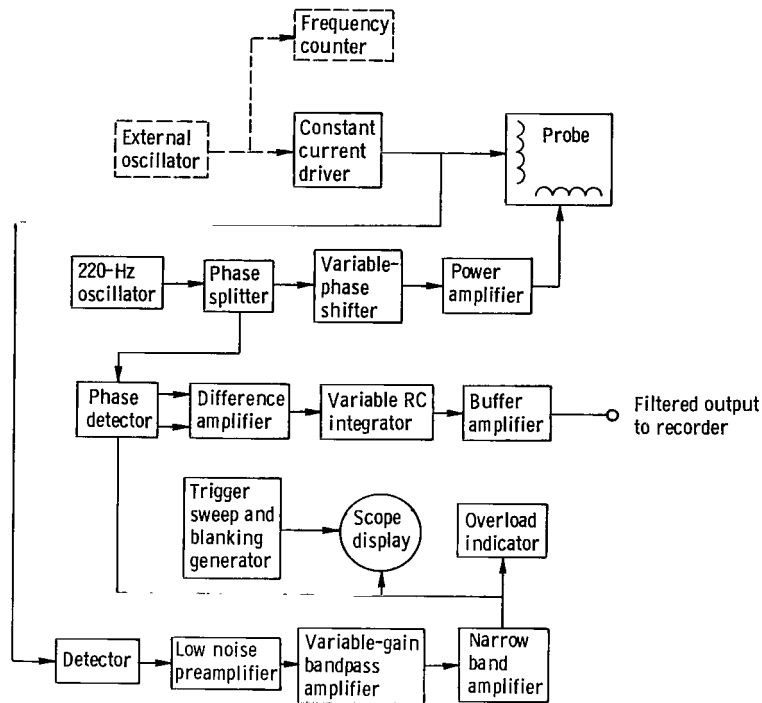 Frequency
counter
External
oscillator
Constant
current
driver
Probe
220-Hz
oscillator
Phase
splitter
Variable-
phase
shifter
Power
amplifier
Phase
detector
Difference
amplifier
Variable RC
integrator
Buffer
amplifier
Filtered output
to recorder
Trigger
sweep and
blanking
generator
Scope
display
Overload
indicator
Detector
Low noise
preamplifier
Variable-gain
bandpass
amplifier
Narrow
band
amplifier